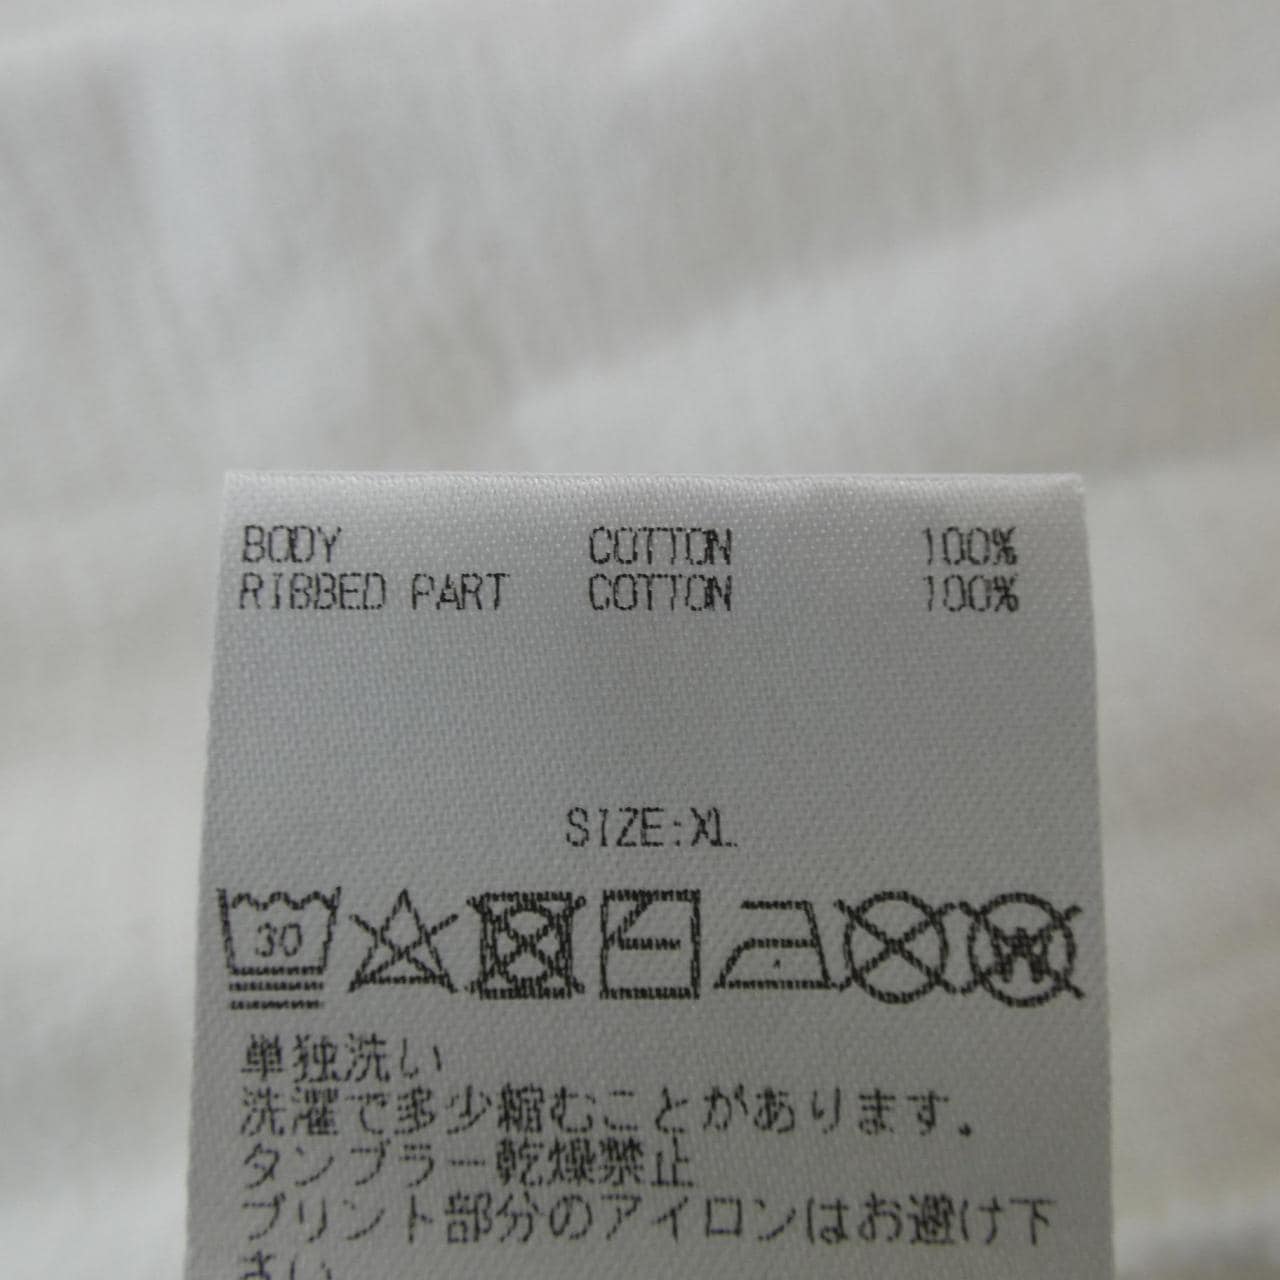 BODY COTTON 100%
RIBBED PART COTTON 100%
SIZE:XL
30
W
単独洗い
洗濯で多少縮むことがあります。
タンブラー乾燥禁止
プリント部分のアイロンはお避け下
さい